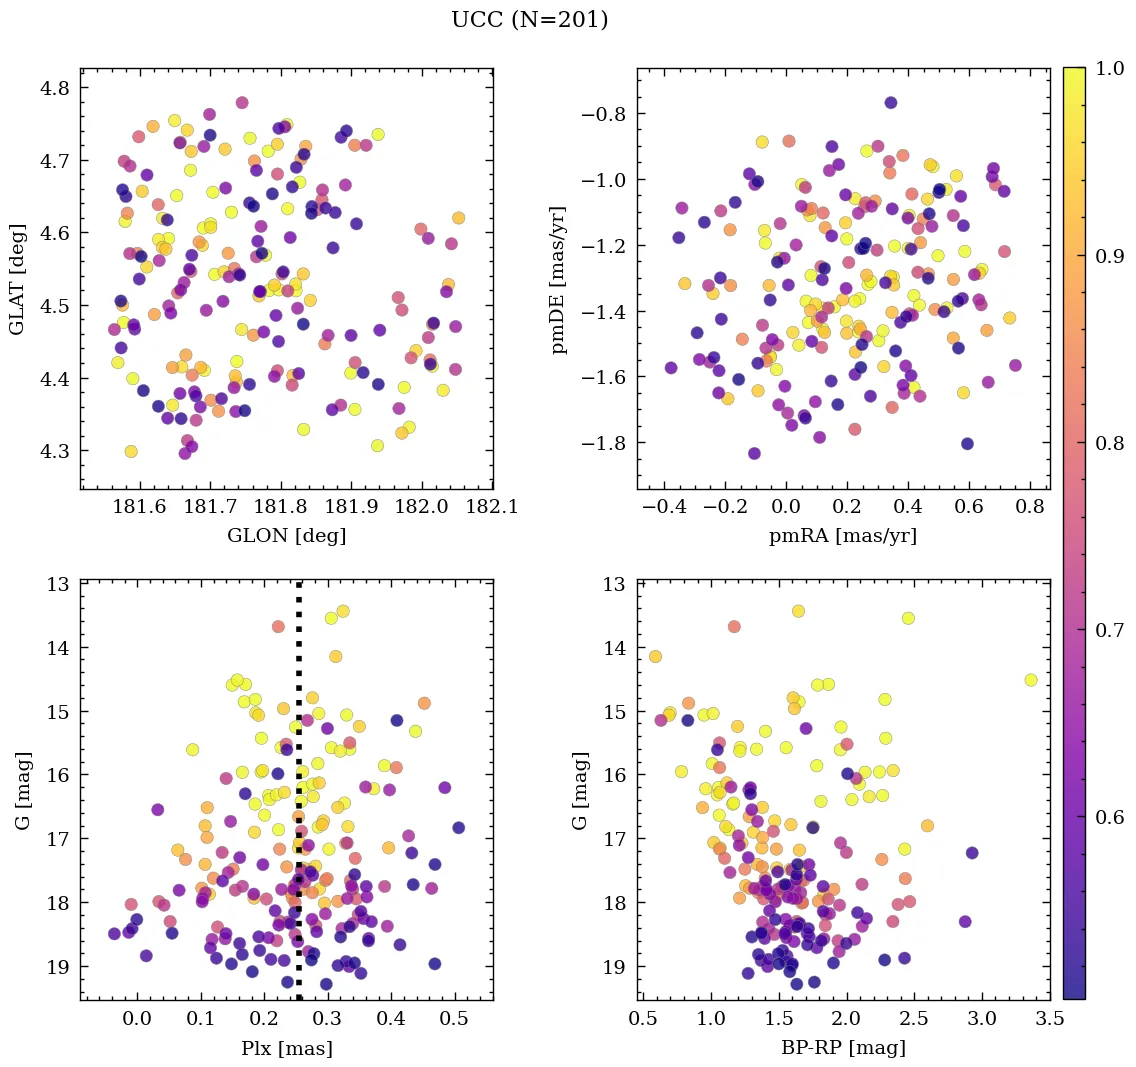 UCC (N=201)
4.8
4.7
4.6
4.5
4.4
4.3
GLAT [deg]
181.6 181.7 181.8 181.9 182.0 182.1
GLON [deg]
−0.8
−1.0
−1.2
−1.4
−1.6
−1.8
pmDE [mas/yr]
−0.4 −0.2 0.0 0.2 0.4 0.6 0.8
pmRA [mas/yr]
13
14
15
16
17
18
19
G [mag]
0.0 0.1 0.2 0.3 0.4 0.5
Plx [mas]
13
14
15
16
17
18
19
G [mag]
0.5 1.0 1.5 2.0 2.5 3.0 3.5
BP-RP [mag]
1.0
0.9
0.8
0.7
0.6